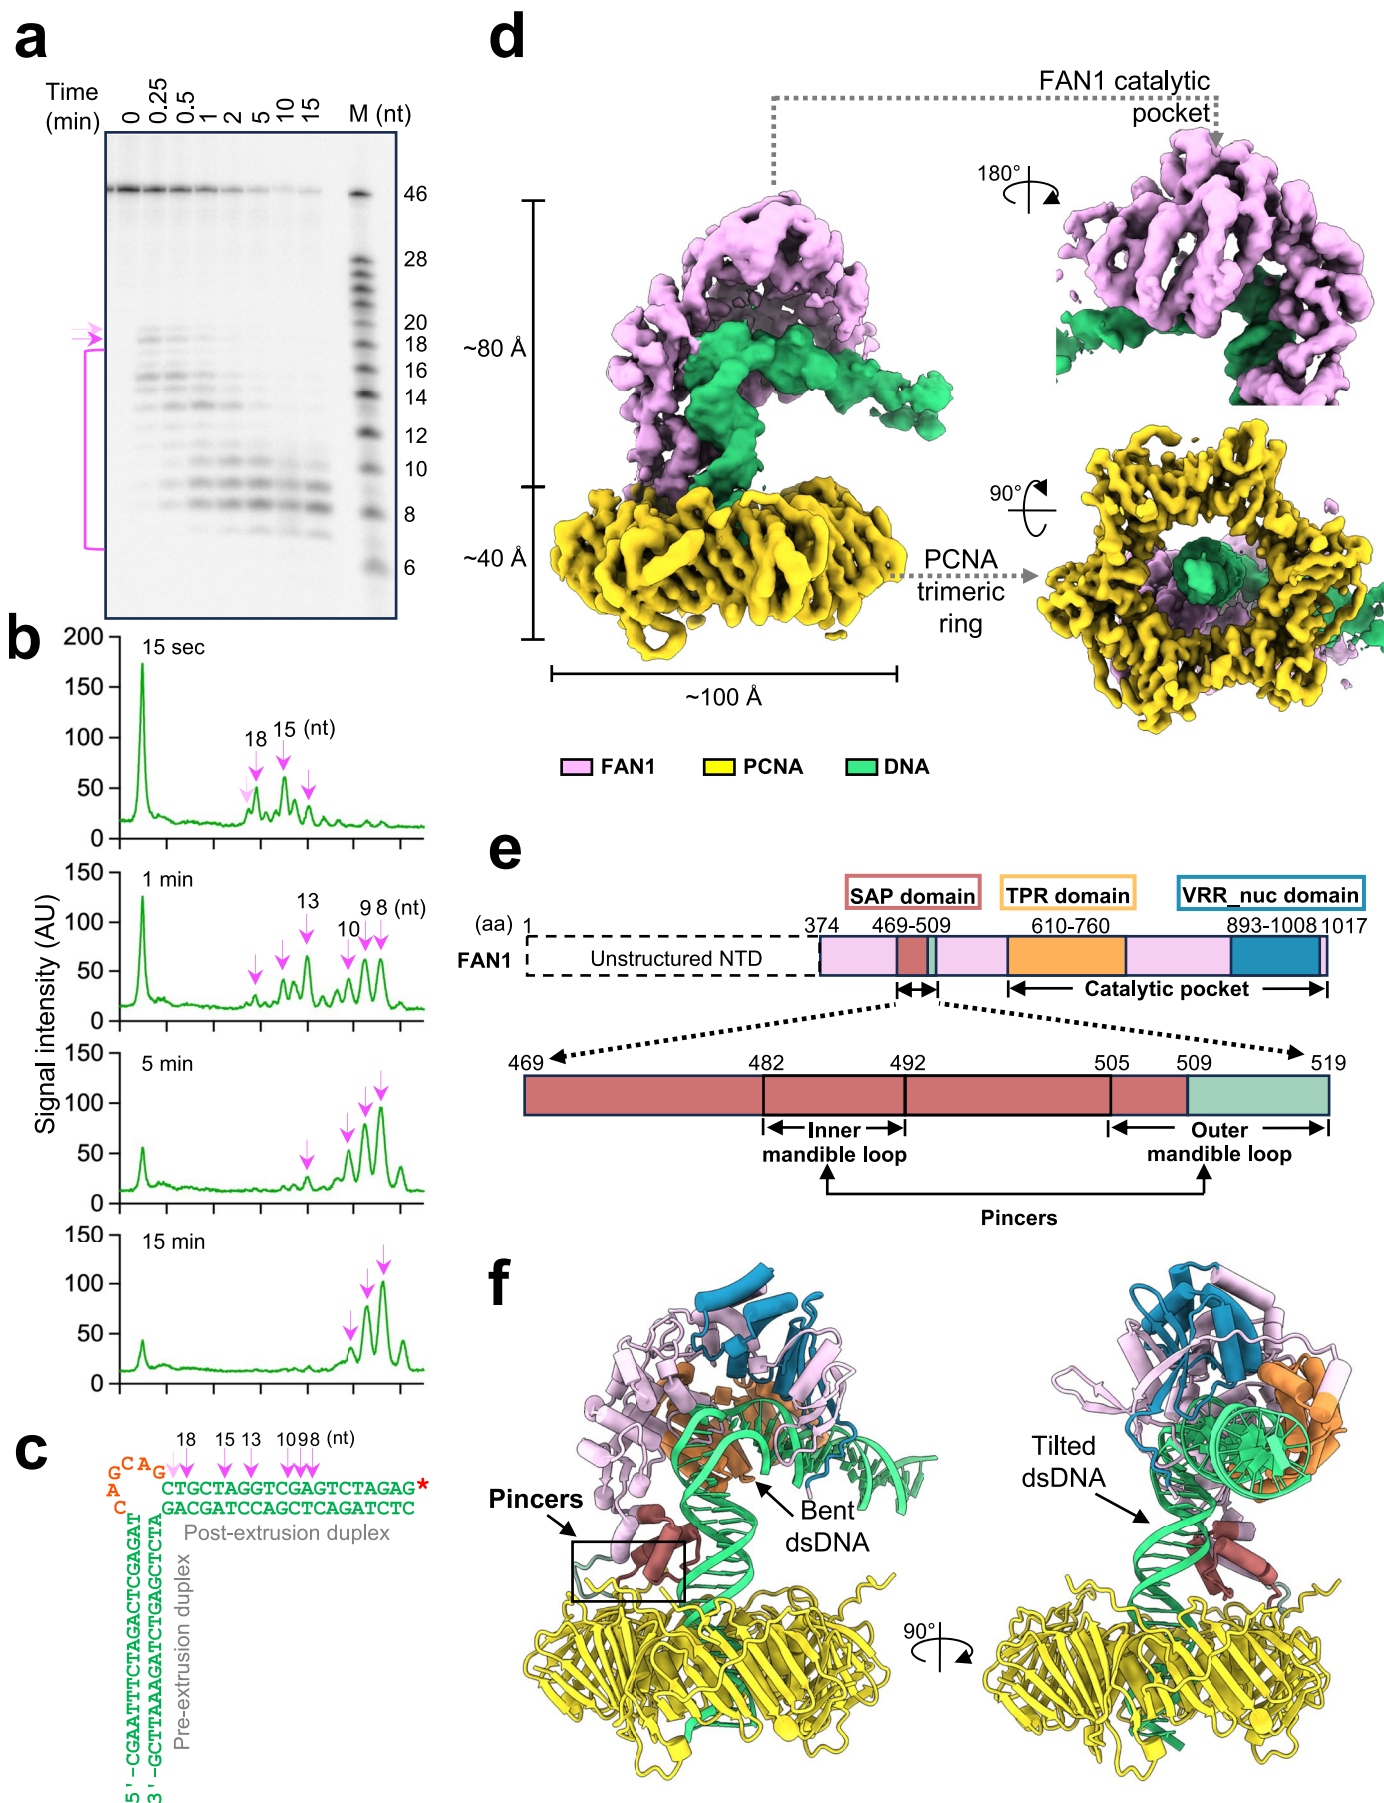 a
Time
(min)
0
0.25
0.5
1
2
5
10
15
M (nt)
46
28
20
18
16
14
12
10
8
6
b
Signal intensity (AU)
200
150
100
50
0
15 sec
18
15 (nt)
150
100
50
0
1 min
13
10
9 8 (nt)
150
100
50
0
5 min
150
100
50
0
15 min
c
18 15 13 10 9 8 (nt)
CAGCAG
CTGCTAGGTCGAGTCTAGAG*
GACGATCCAGCTCAGATCTC
Post-extrusion duplex
Pre-extrusion duplex
5'-CGAATTCTAGACTCGAGAT
3'-GCTTAAGATCTGAGCTCTA
d
FAN1 catalytic
pocket
180°
~80 Å
~40 Å
~100 Å
90°
PCNA
trimeric
ring
FAN1
PCNA
DNA
e
SAP domain
TPR domain
VRR_nuc domain
(aa) 1
374
469-509
610-760
893-1008
1017
FAN1
Unstructured NTD
Catalytic pocket
469
482
492
505
509
519
Inner
mandible loop
Outer
mandible loop
Pincers
f
Pincers
Bent
dsDNA
Tilted
dsDNA
90°